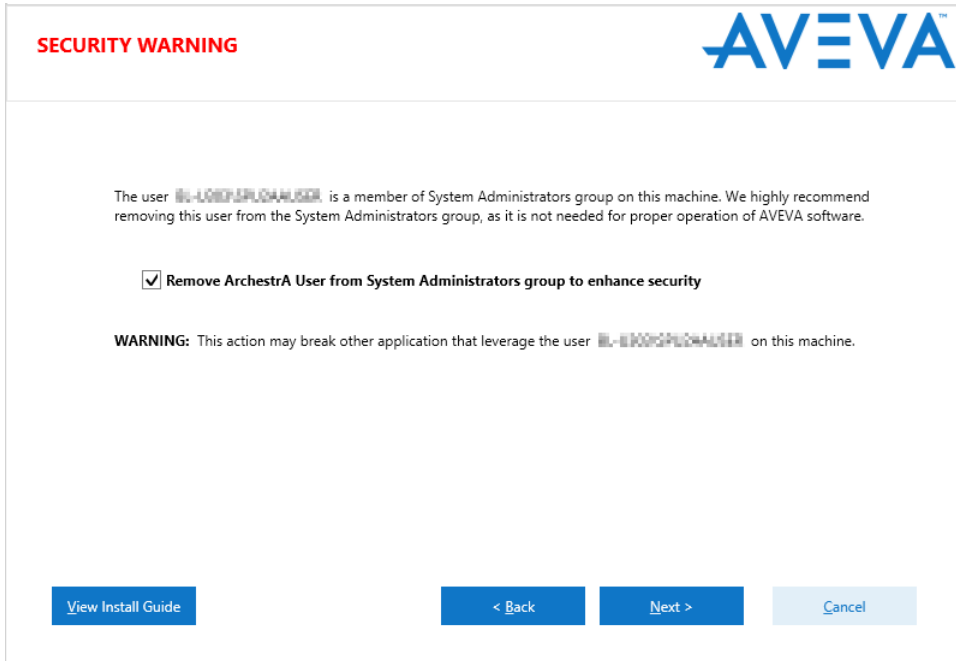 SECURITY WARNING
AVEVA™
The user is a member of System Administrators group on this machine. We highly recommend
removing this user from the System Administrators group, as it is not needed for proper operation of AVEVA software.
Remove ArchestrA User from System Administrators group to enhance security
WARNING: This action may break other application that leverage the user on this machine.
View Install Guide
< Back
Next >
Cancel